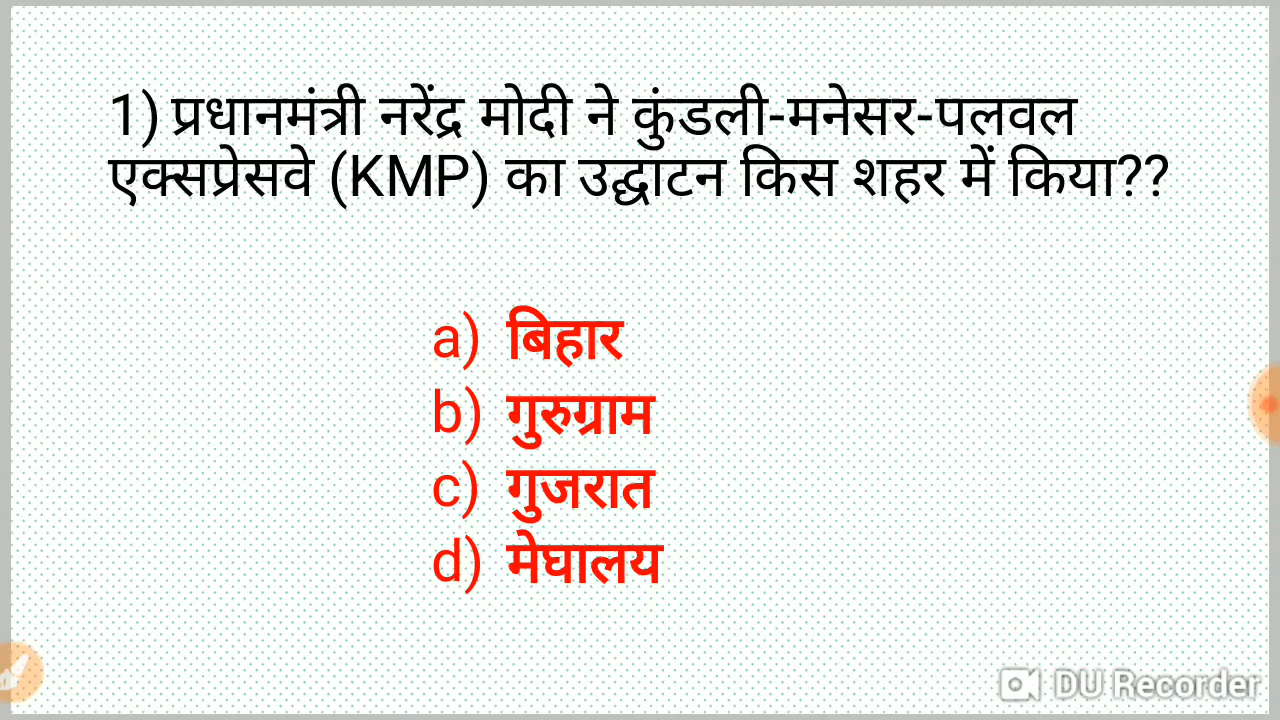 1) प्रधानमंत्री नरेंद्र मोदी ने कुंडली-मनेसर-पलवल
एक्सप्रेसवे (KMP) का उद्घाटन किस शहर में किया??
a) बिहार
b) गुरुग्राम
c) गुजरात
d) मेघालय
DU Recorder